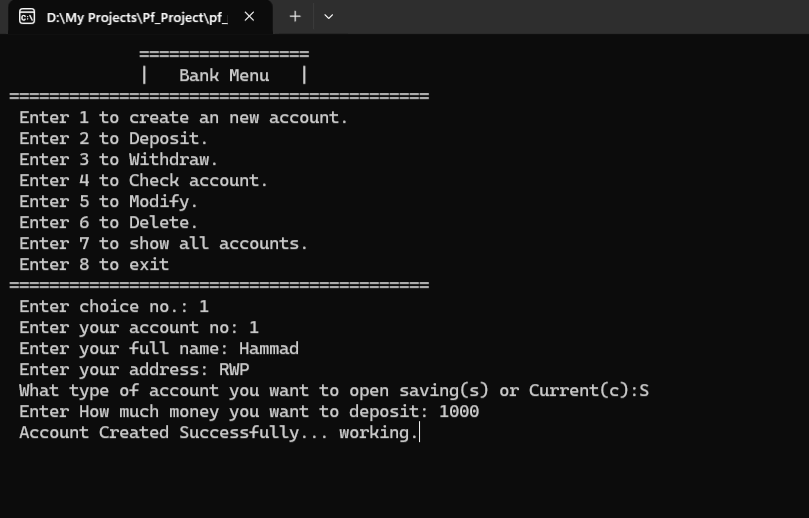 D:\My Projects\Pf_Project\pf_
=================
|   Bank Menu   |
==========================================
Enter 1 to create an new account.
Enter 2 to Deposit.
Enter 3 to Withdraw.
Enter 4 to Check account.
Enter 5 to Modify.
Enter 6 to Delete.
Enter 7 to show all accounts.
Enter 8 to exit
==========================================
Enter choice no.: 1
Enter your account no: 1
Enter your full name: Hammad
Enter your address: RWP
What type of account you want to open saving(s) or Current(c):S
Enter How much money you want to deposit: 1000
Account Created Successfully... working.